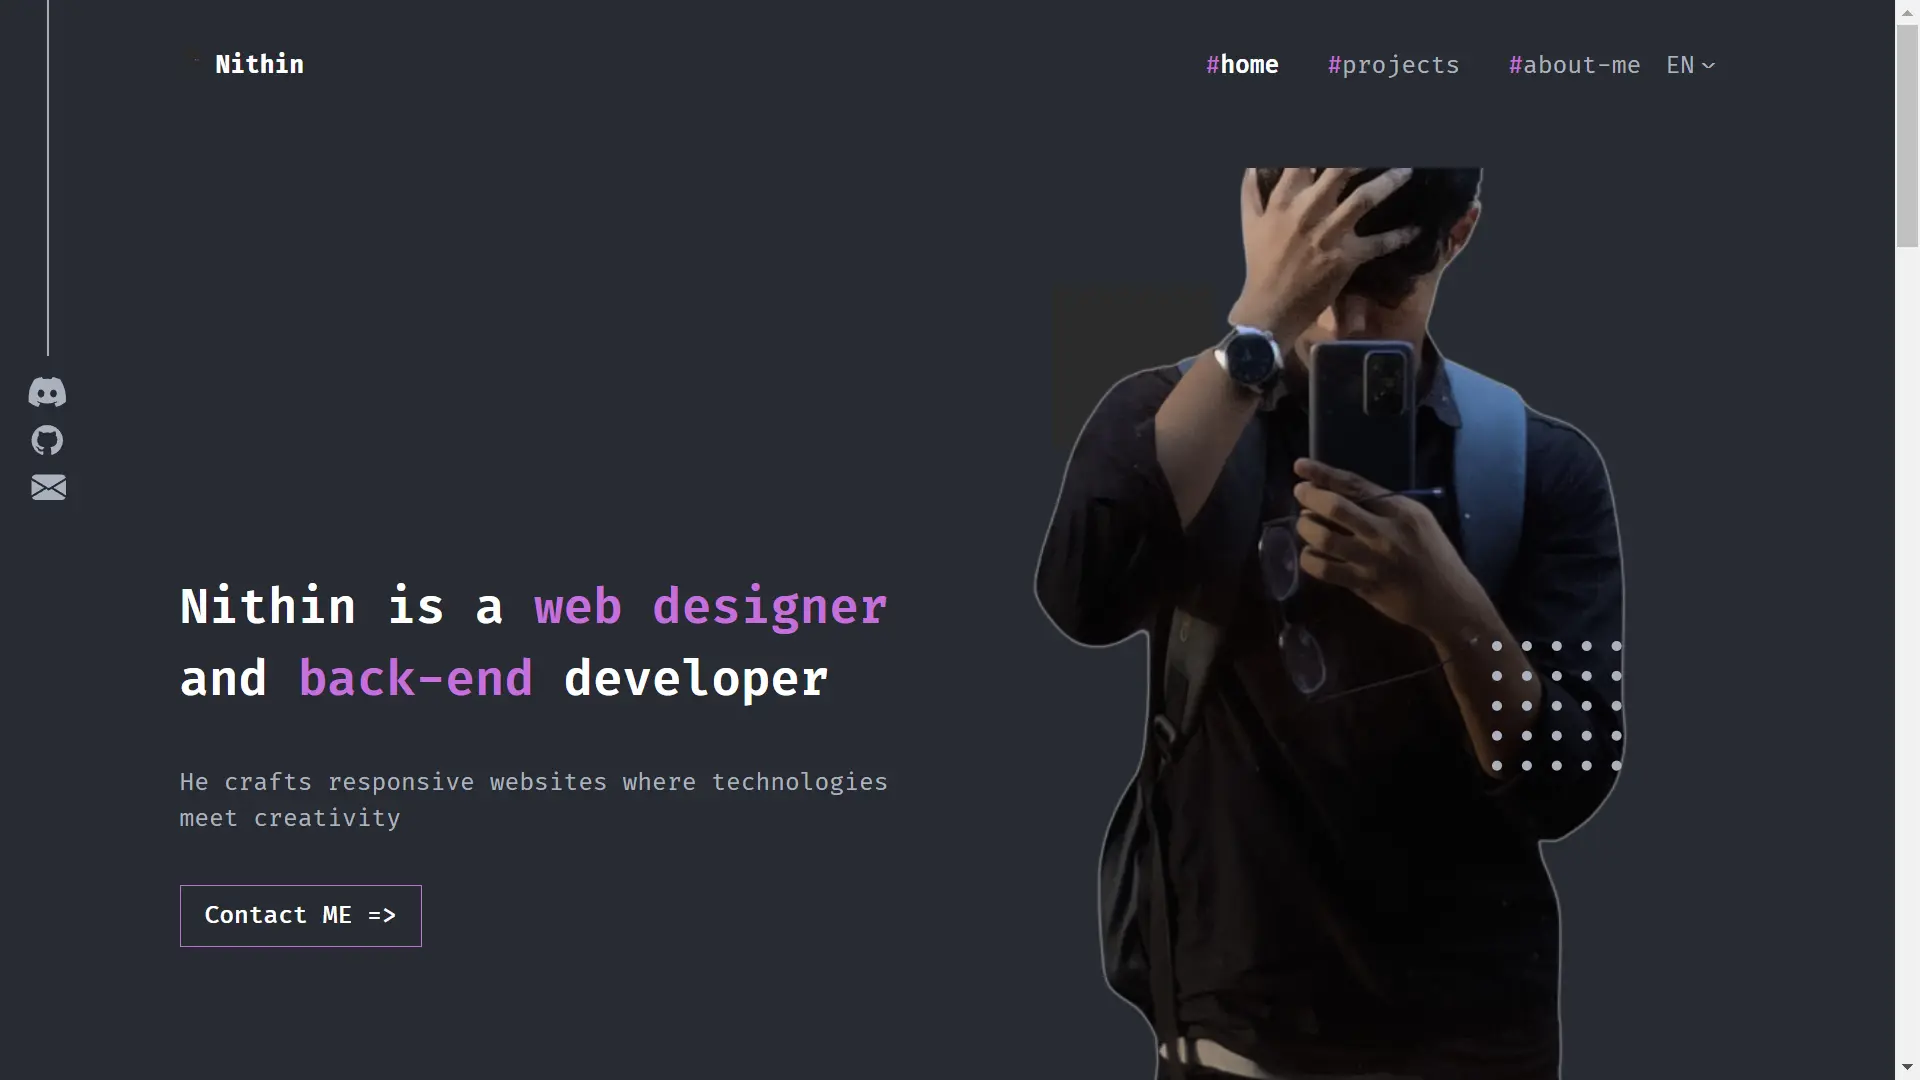 Nithin
#home
#projects
#about-me
EN
Nithin is a web designer
and back-end developer
He crafts responsive websites where technologies
meet creativity
Contact ME =>